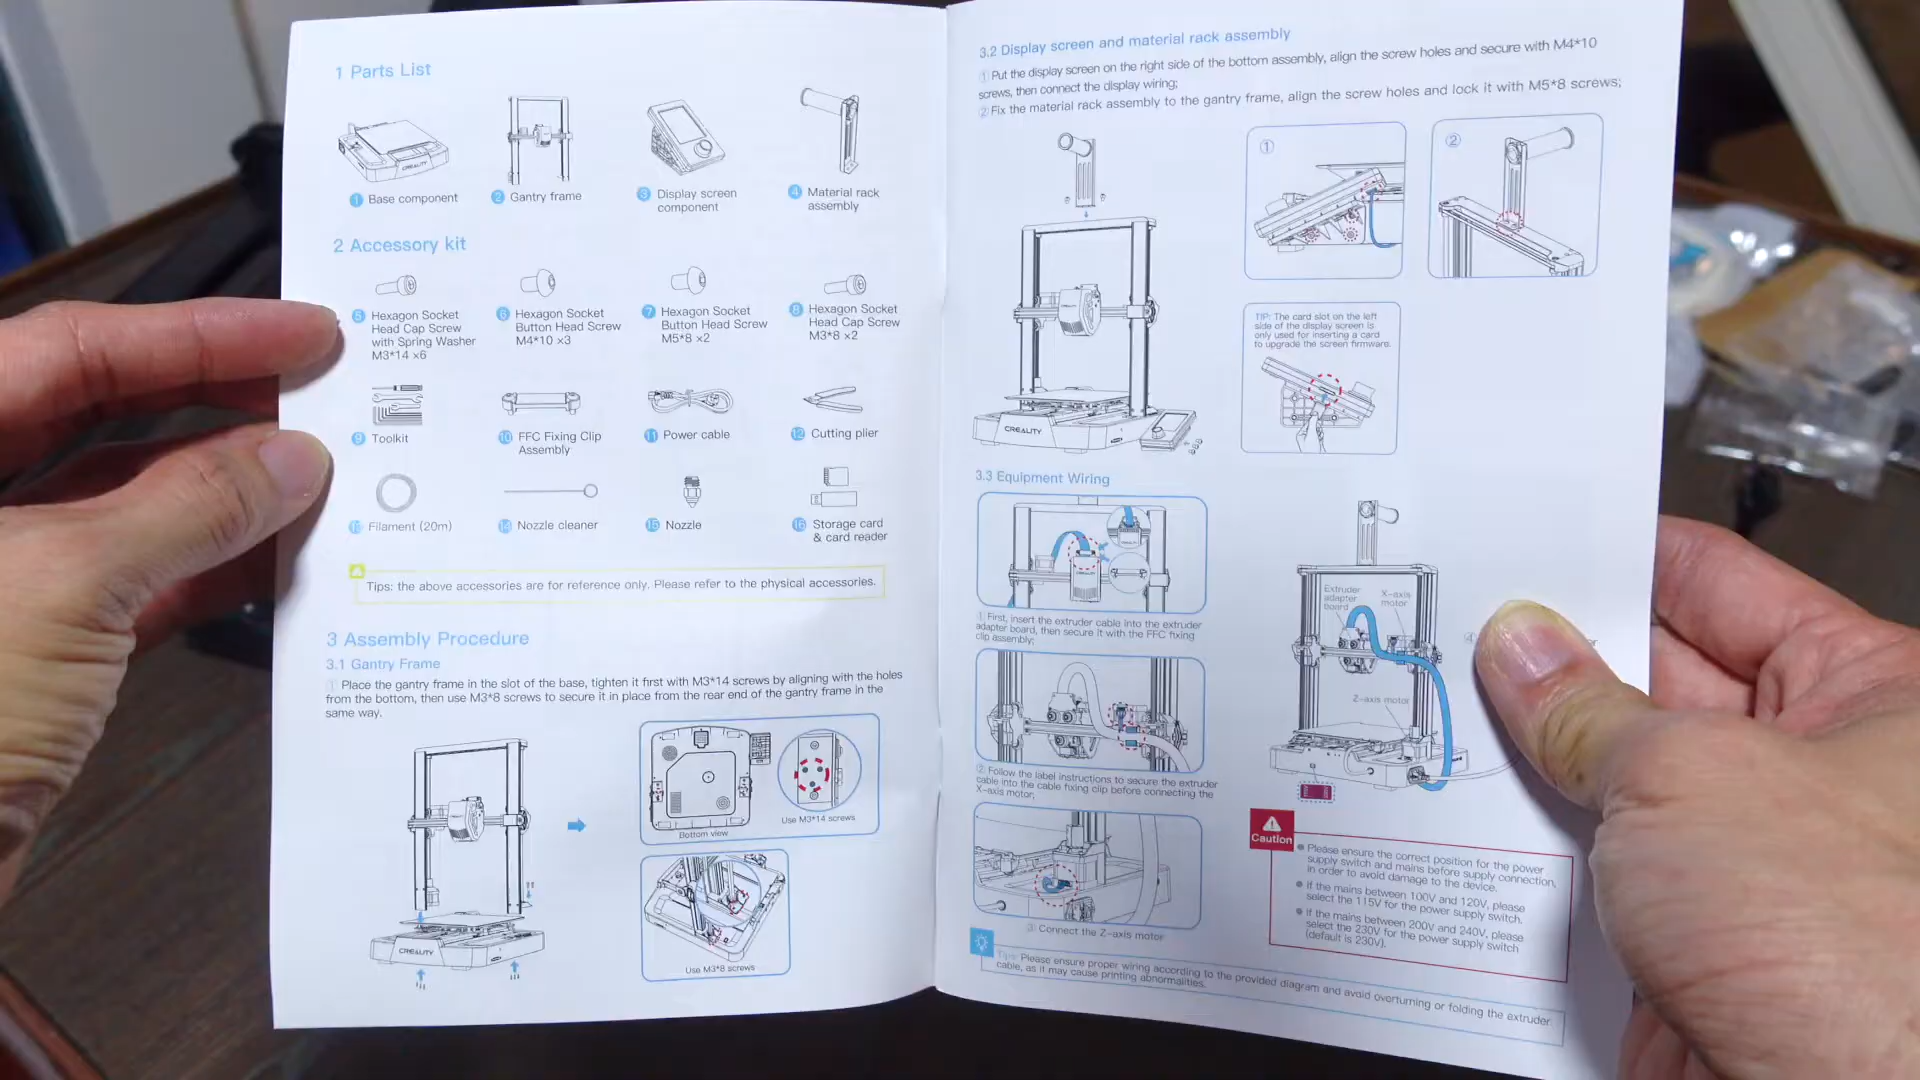 1 Parts List
CREALITY
1 Base component
2 Gantry frame
3 Display screen
component
4 Material rack
assembly
2 Accessory kit
5 Hexagon Socket
Head Cap Screw
with Spring Washer
M3*14 ×6
6 Hexagon Socket
Button Head Screw
M4*10 ×3
7 Hexagon Socket
Button Head Screw
M5*8 ×2
8 Hexagon Socket
Head Cap Screw
M3*8 ×2
9 Toolkit
10 FFC Fixing Clip
Assembly
11 Power cable
12 Cutting plier
13 Filament (20m)
14 Nozzle cleaner
15 Nozzle
16 Storage card
& card reader
Tips: the above accessories are for reference only. Please refer to the physical accessories.
3 Assembly Procedure
3.1 Gantry Frame
① Place the gantry frame in the slot of the base, tighten it first with M3*14 screws by aligning with the holes
from the bottom, then use M3*8 screws to secure it in place from the rear end of the gantry frame in the
same way.
CREALITY
Bottom view
Use M3*14 screws
Use M3*8 screws
3.2 Display screen and material rack assembly
① Put the display screen on the right side of the bottom assembly, align the screw holes and secure with M4*10
screws, then connect the display wiring;
② Fix the material rack assembly to the gantry frame, align the screw holes and lock it with M5*8 screws;
①
②
CREALITY
TIP: The card slot on the left
side of the display screen is
only used for inserting a card
to upgrade the screen firmware.
3.3 Equipment Wiring
① First, insert the extruder cable into the extruder
adapter board, then secure it with the FFC fixing
clip assembly;
② Follow the label instructions to secure the extruder
cable into the cable fixing clip before connecting the
X-axis motor;
③ Connect the Z-axis motor
Extruder
adapter
board
X-axis
motor
Z-axis motor
④
Caution
Please ensure the correct position for the power
supply switch and mains before supply connection,
in order to avoid damage to the device.
If the mains between 100V and 120V, please
select the 115V for the power supply switch.
If the mains between 200V and 240V, please
select the 230V for the power supply switch
(default is 230V).
Tips: Please ensure proper wiring according to the provided diagram and avoid overturning or folding the extruder
cable, as it may cause printing abnormalities.